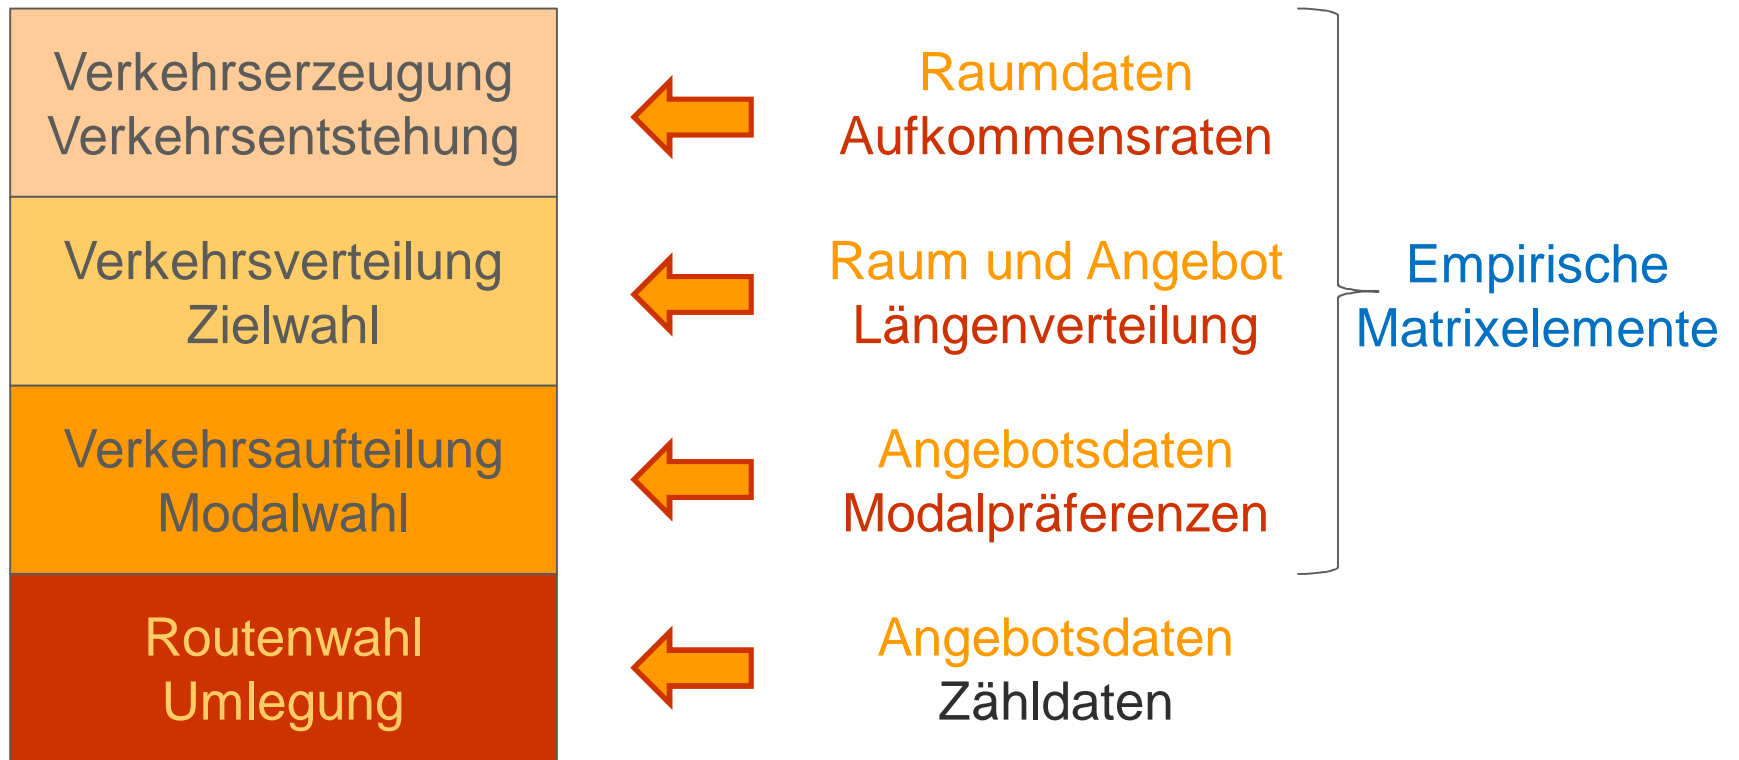 Verkehrserzeugung
Verkehrsentstehung
Raumdaten
Aufkommensraten
Verkehrsverteilung
Zielwahl
Raum und Angebot
Längenverteilung
Empirische
Matrixelemente
Verkehrsaufteilung
Modalwahl
Angebotsdaten
Modalpräferenzen
Routenwahl
Umlegung
Angebotsdaten
Zähldaten